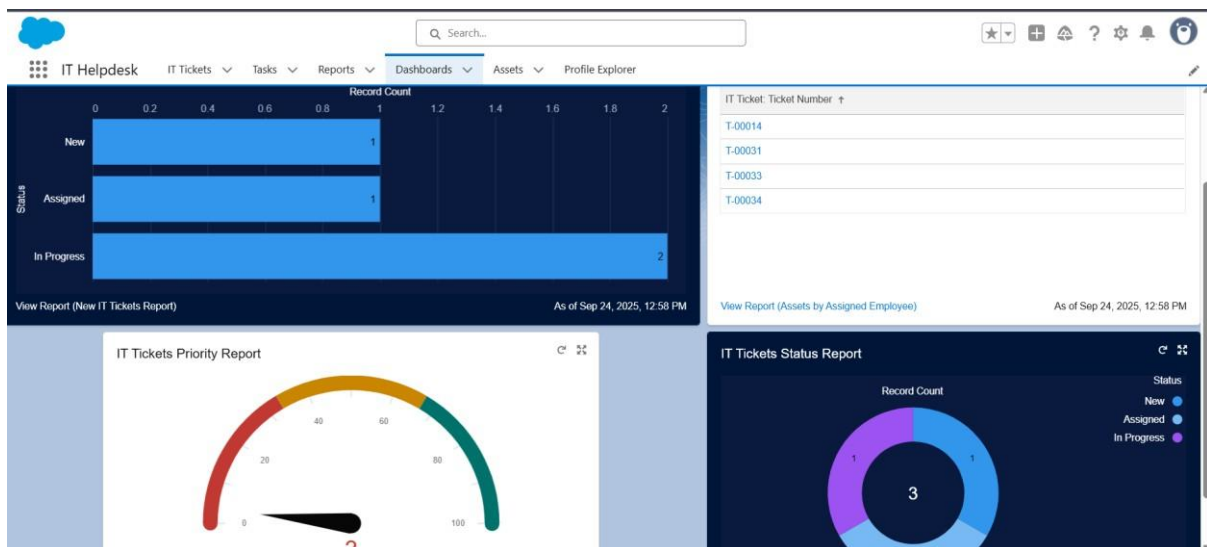 Search...
IT Helpdesk IT Tickets Tasks Reports Dashboards Assets Profile Explorer
Record Count
0 0.2 0.4 0.6 0.8 1 1.2 1.4 1.6 1.8 2
Status
New 1
Assigned 1
In Progress 2
View Report (New IT Tickets Report) As of Sep 24, 2025, 12:58 PM
IT Ticket: Ticket Number ↑
T-00014
T-00031
T-00033
T-00034
View Report (Assets by Assigned Employee) As of Sep 24, 2025, 12:58 PM
IT Tickets Priority Report
0 20 40 60 80 100
IT Tickets Status Report
Record Count
Status
New
Assigned
In Progress
1 1
3